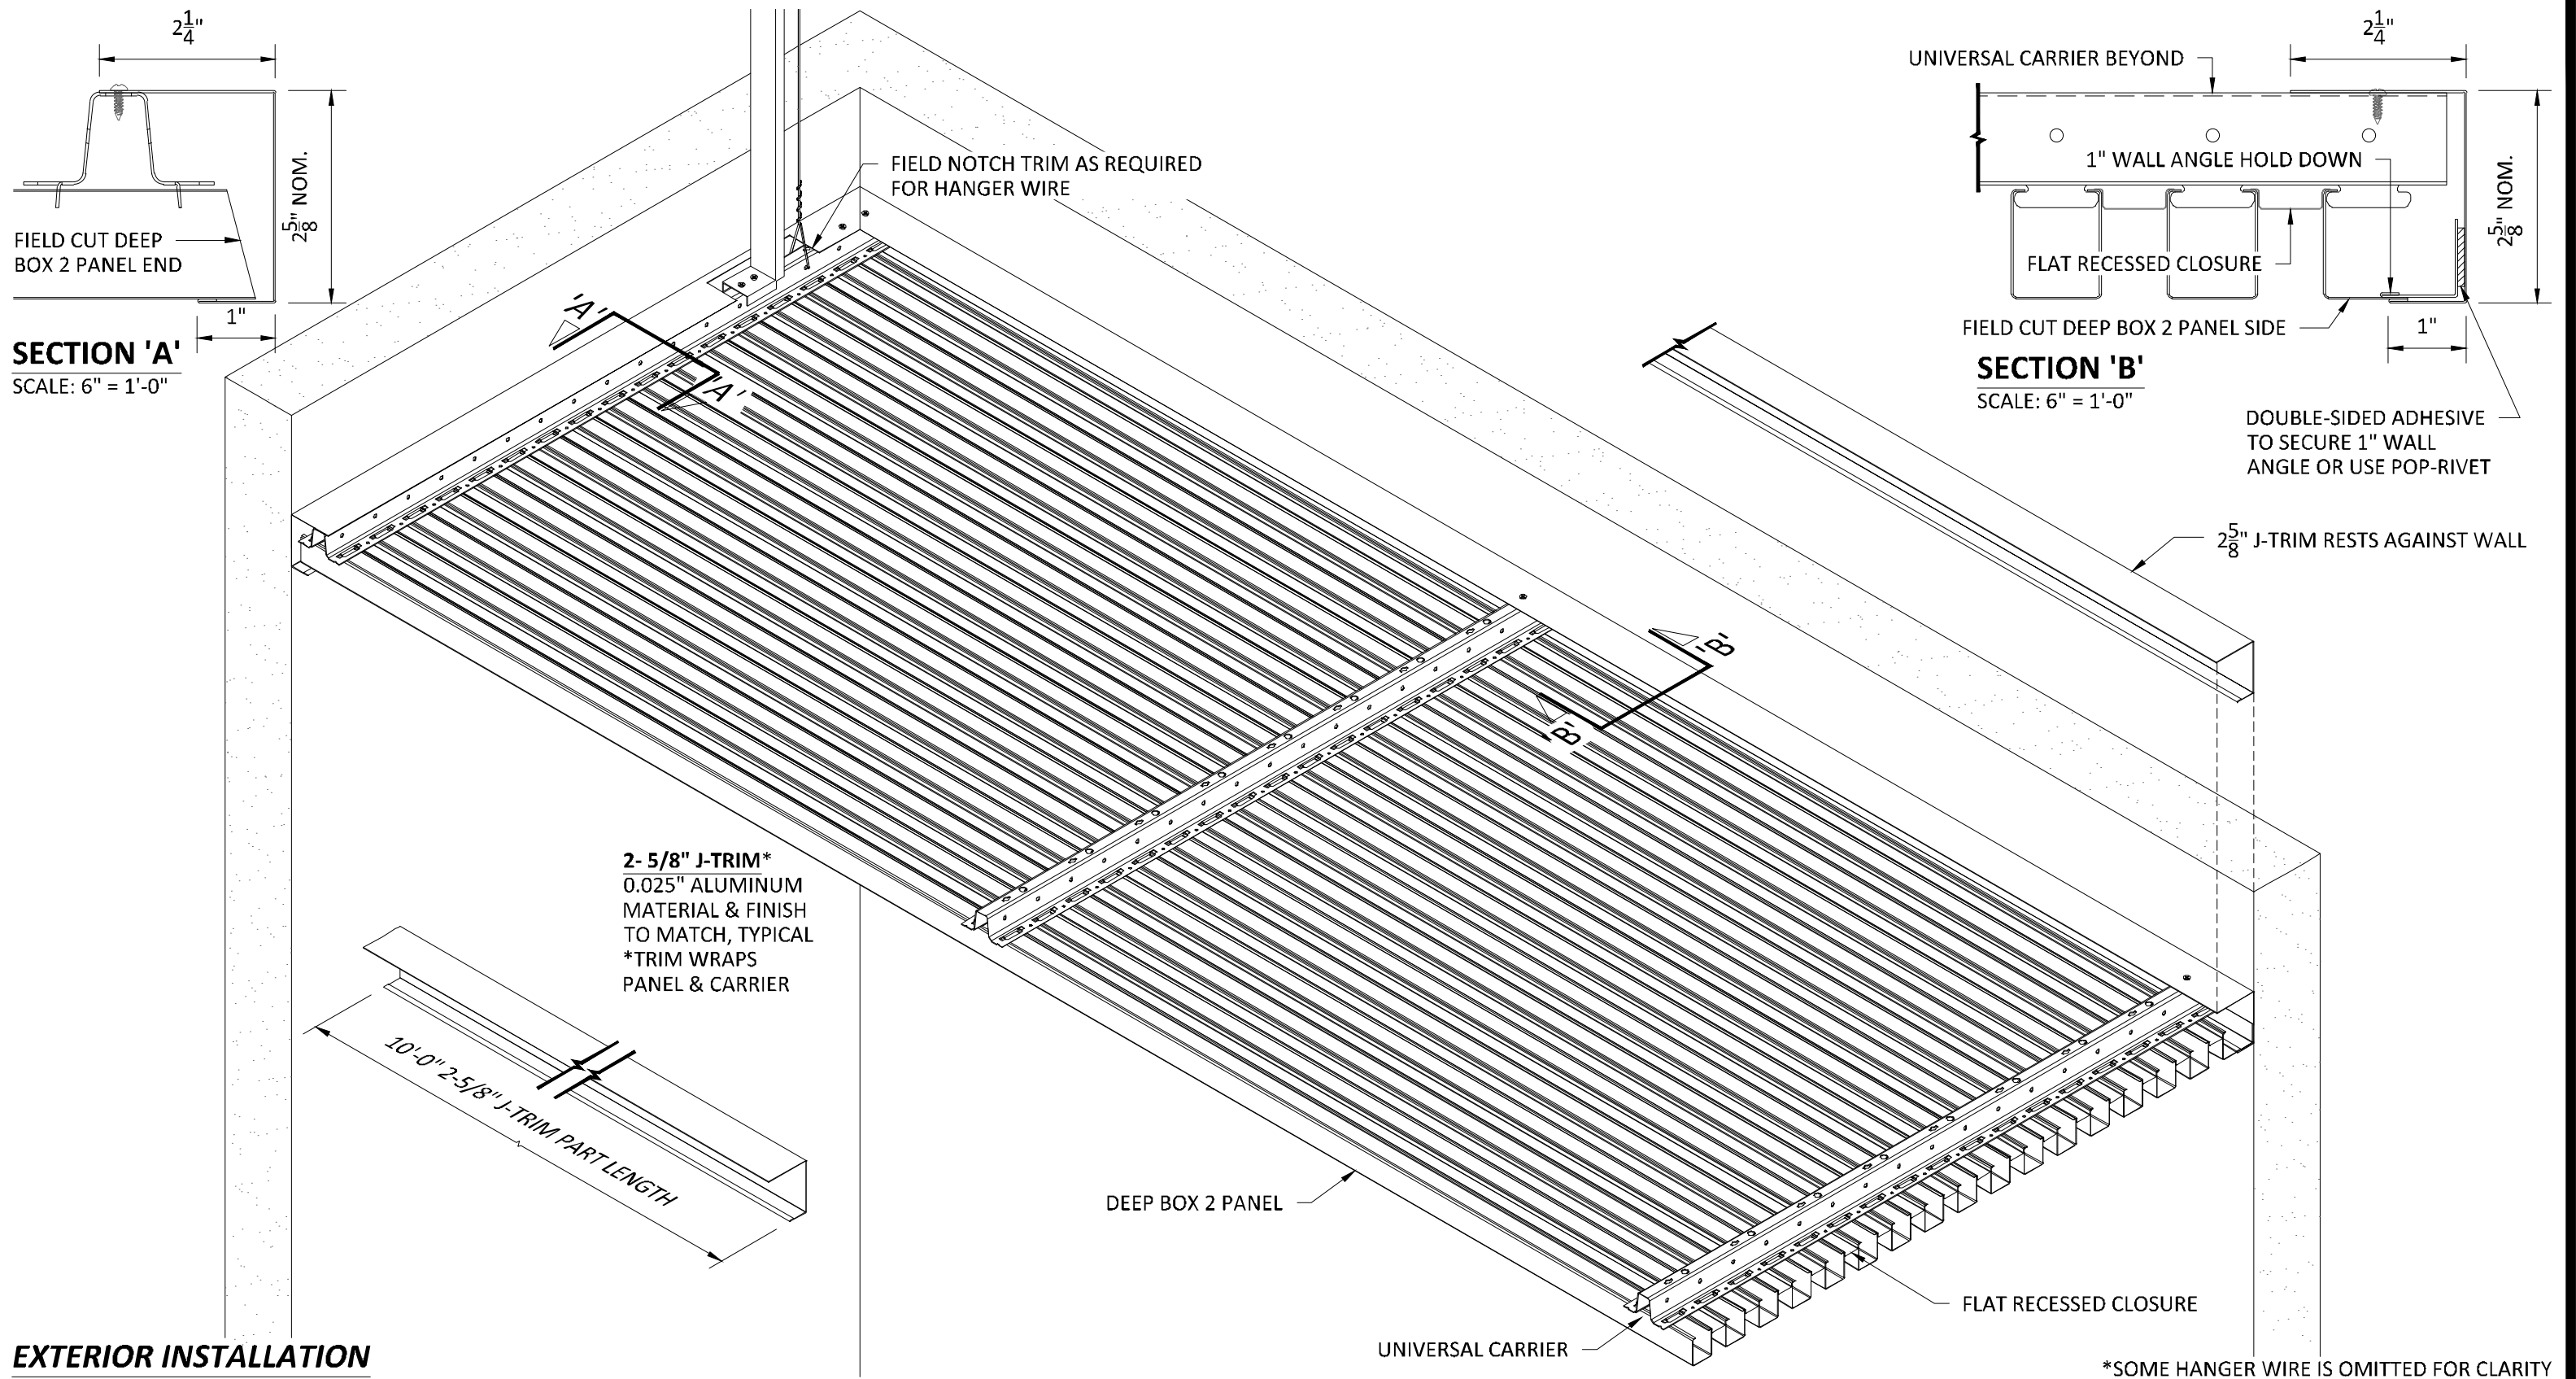 2 1/4"
2 5/8" NOM.
FIELD CUT DEEP
BOX 2 PANEL END
1"
SECTION 'A'
SCALE: 6" = 1'-0"
FIELD NOTCH TRIM AS REQUIRED
FOR HANGER WIRE
'A'
'A'
2 1/4"
UNIVERSAL CARRIER BEYOND
1" WALL ANGLE HOLD DOWN
2 5/8" NOM.
FLAT RECESSED CLOSURE
FIELD CUT DEEP BOX 2 PANEL SIDE
1"
SECTION 'B'
SCALE: 6" = 1'-0"
DOUBLE-SIDED ADHESIVE
TO SECURE 1" WALL
ANGLE OR USE POP-RIVET
2 5/8" J-TRIM RESTS AGAINST WALL
'B'
'B'
2- 5/8" J-TRIM*
0.025" ALUMINUM
MATERIAL & FINISH
TO MATCH, TYPICAL
*TRIM WRAPS
PANEL & CARRIER
10'-0" 2-5/8" J-TRIM PART LENGTH
DEEP BOX 2 PANEL
FLAT RECESSED CLOSURE
UNIVERSAL CARRIER
EXTERIOR INSTALLATION
*SOME HANGER WIRE IS OMITTED FOR CLARITY